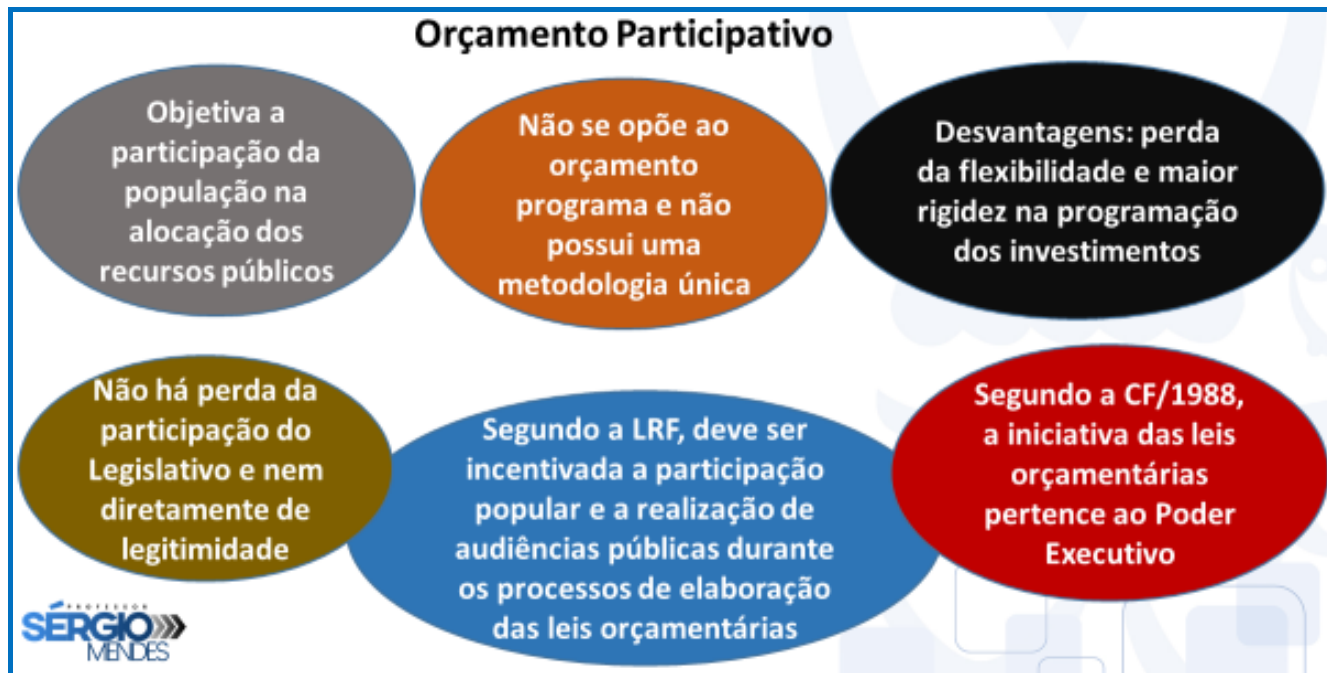 Orçamento Participativo
Objetiva a
participação da
população na
alocação dos
recursos públicos
Não se opõe ao
orçamento
programa e não
possui uma
metodologia única
Desvantagens: perda
da flexibilidade e maior
rigidez na programação
dos investimentos
Não há perda da
participação do
Legislativo e nem
diretamente de
legitimidade
Segundo a LRF, deve ser
incentivada a participação
popular e a realização de
audiências públicas durante
os processos de elaboração
das leis orçamentárias
Segundo a CF/1988,
a iniciativa das leis
orçamentárias
pertence ao Poder
Executivo
PROFESSOR
SÉRGIO
MENDES